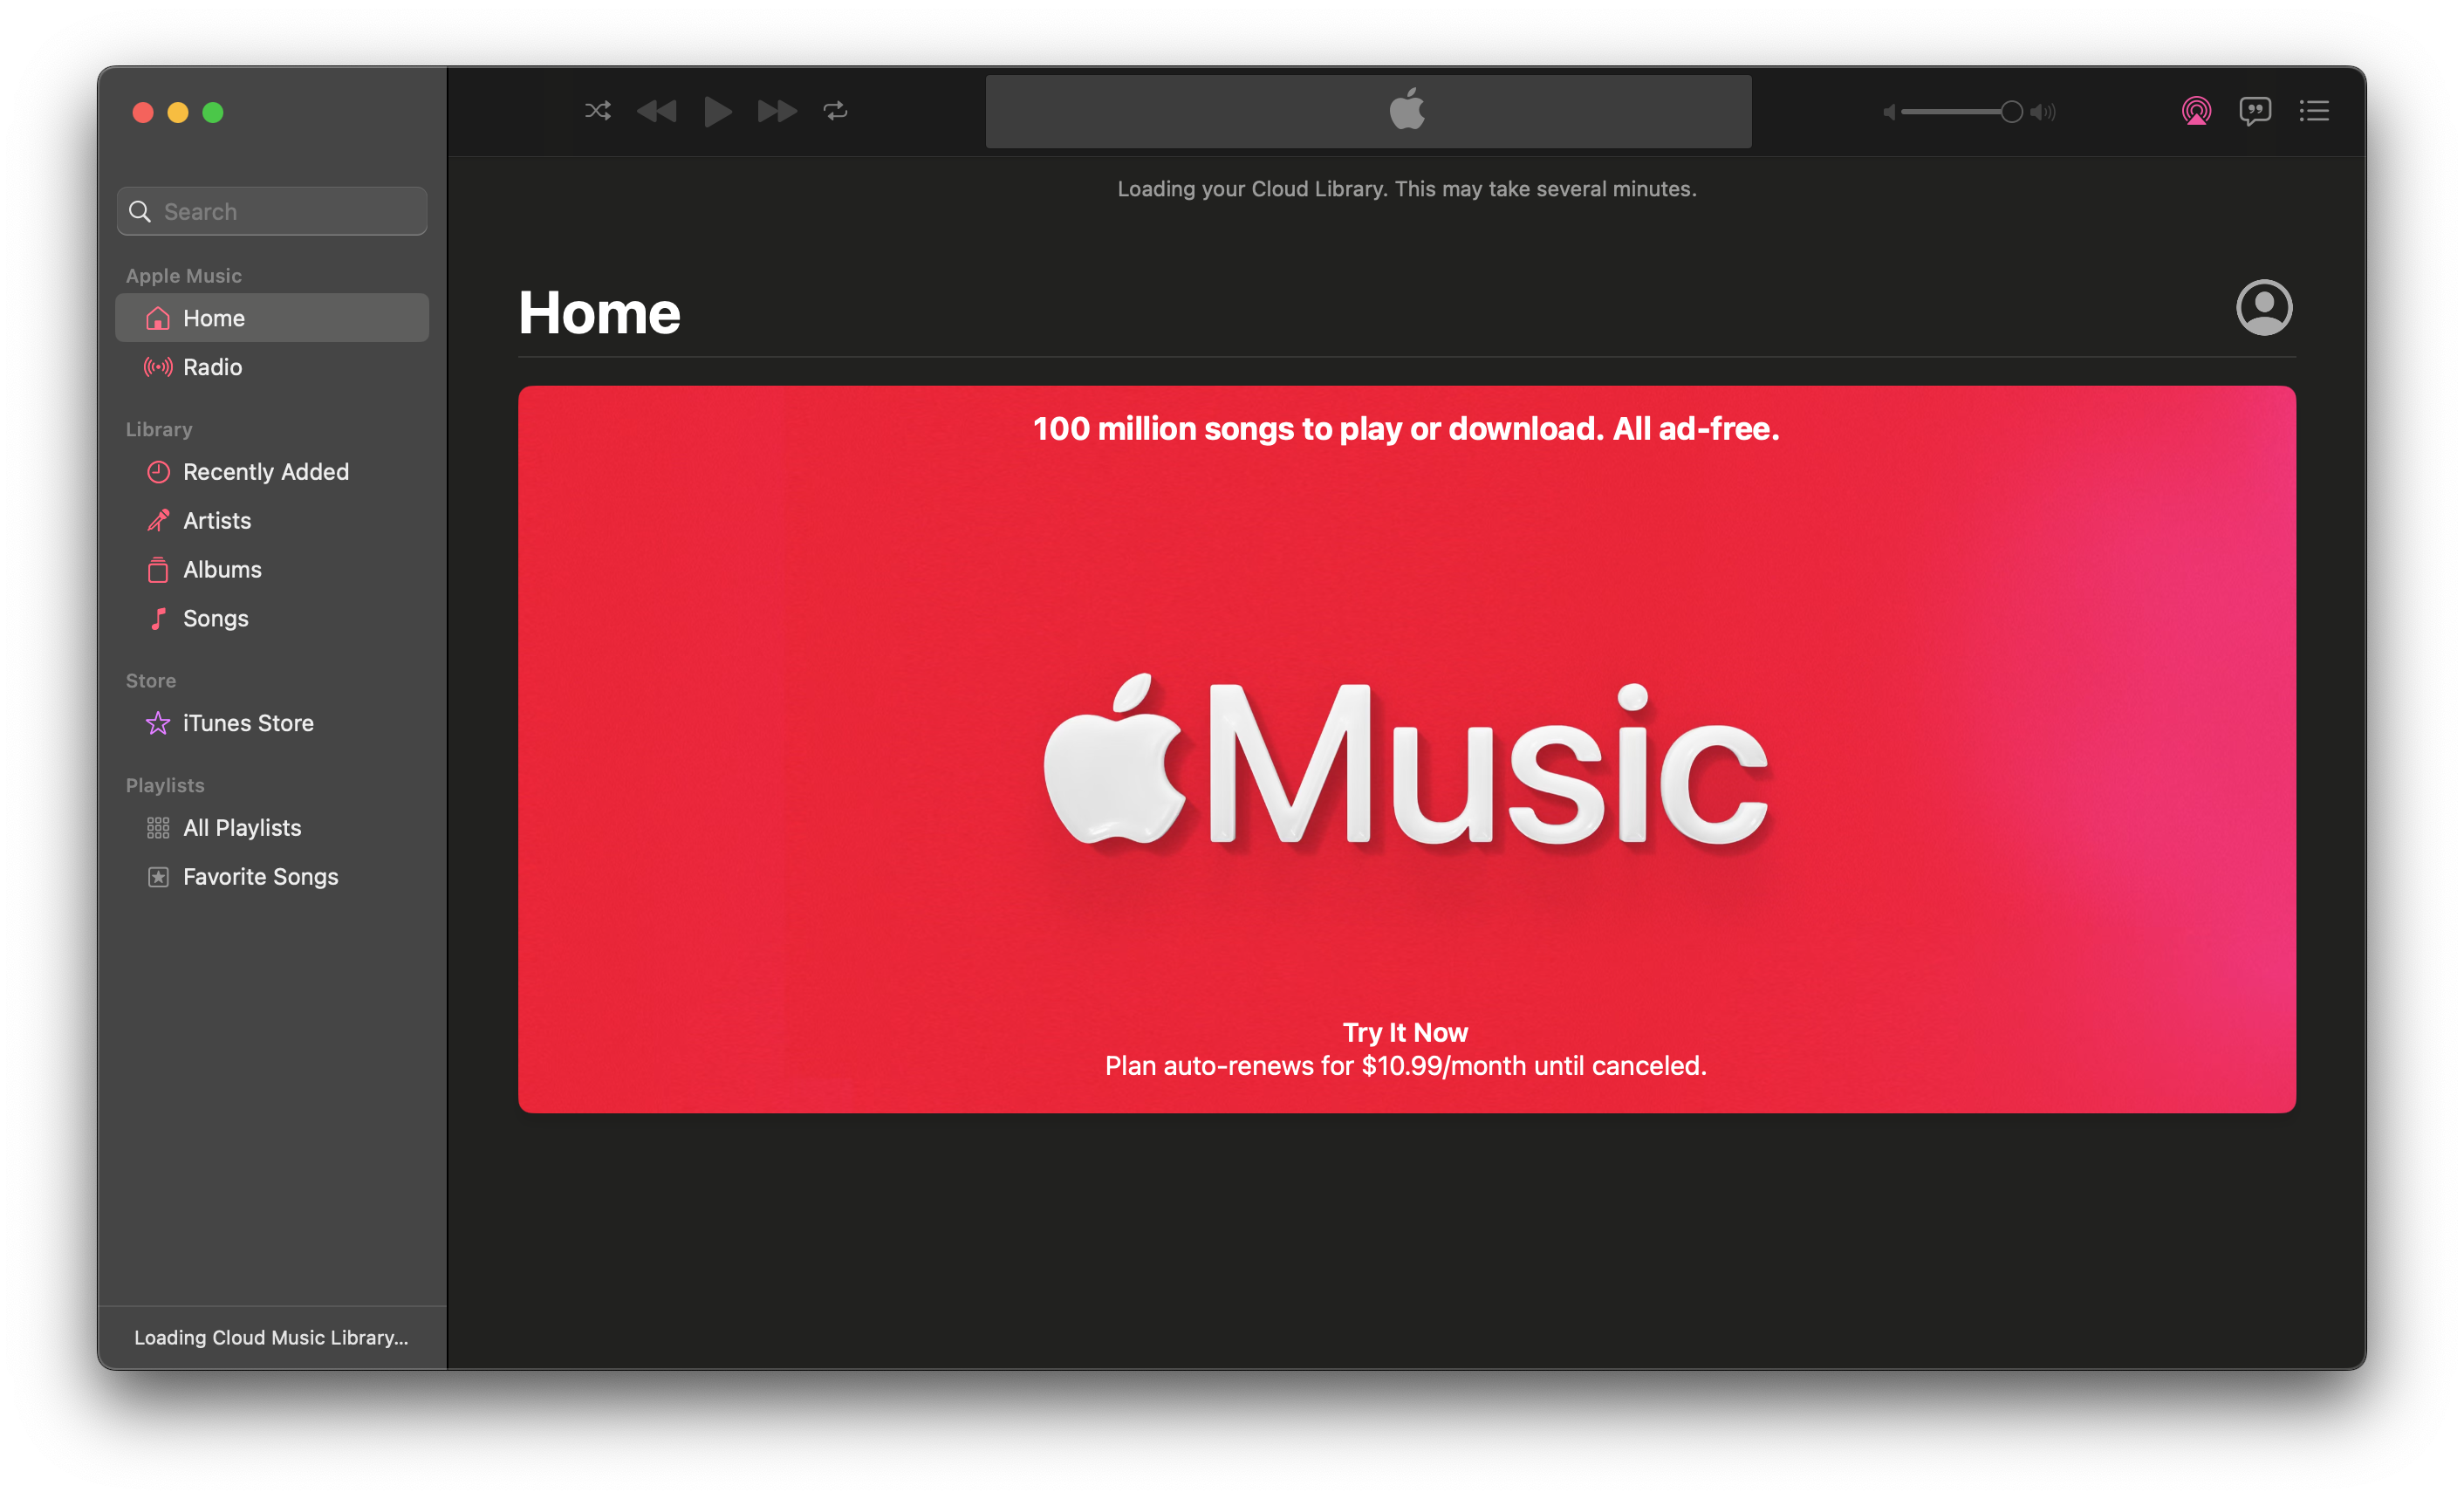 Search
Apple Music
Home
Radio
Library
Recently Added
Artists
Albums
Songs
Store
iTunes Store
Playlists
All Playlists
Favorite Songs
Loading Cloud Music Library...
Loading your Cloud Library. This may take several minutes.
Home
100 million songs to play or download. All ad-free.
Music
Try It Now
Plan auto-renews for $10.99/month until canceled.